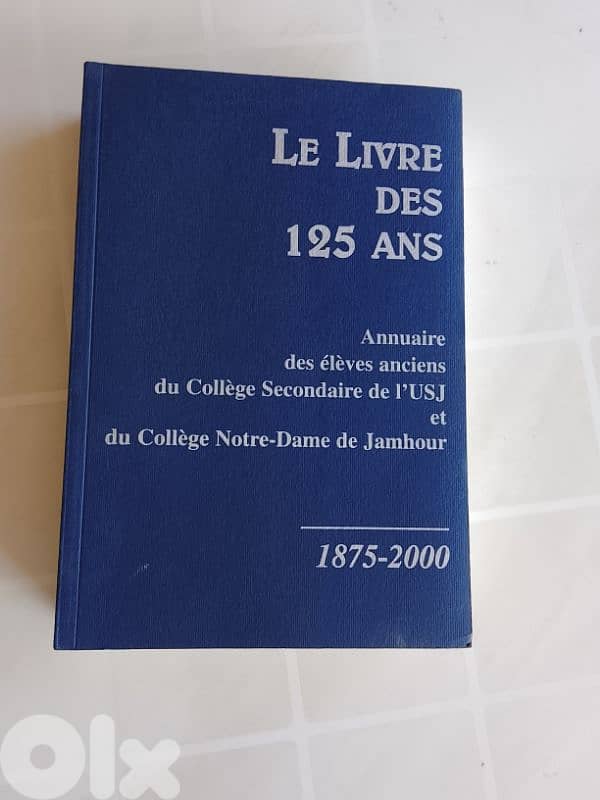 LE LIVRE
DES
125 ANS
Annuaire
des élèves anciens
du Collège Secondaire de l'USJ
et
du Collège Notre-Dame de Jamhour
1875-2000
OLX